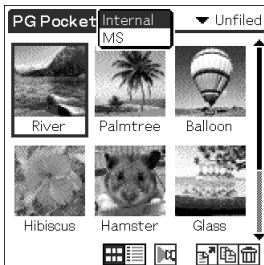 PG Pocket Internal ▼ Unfiled
MS
River Palmtree Balloon
Hibiscus Hamster Glass